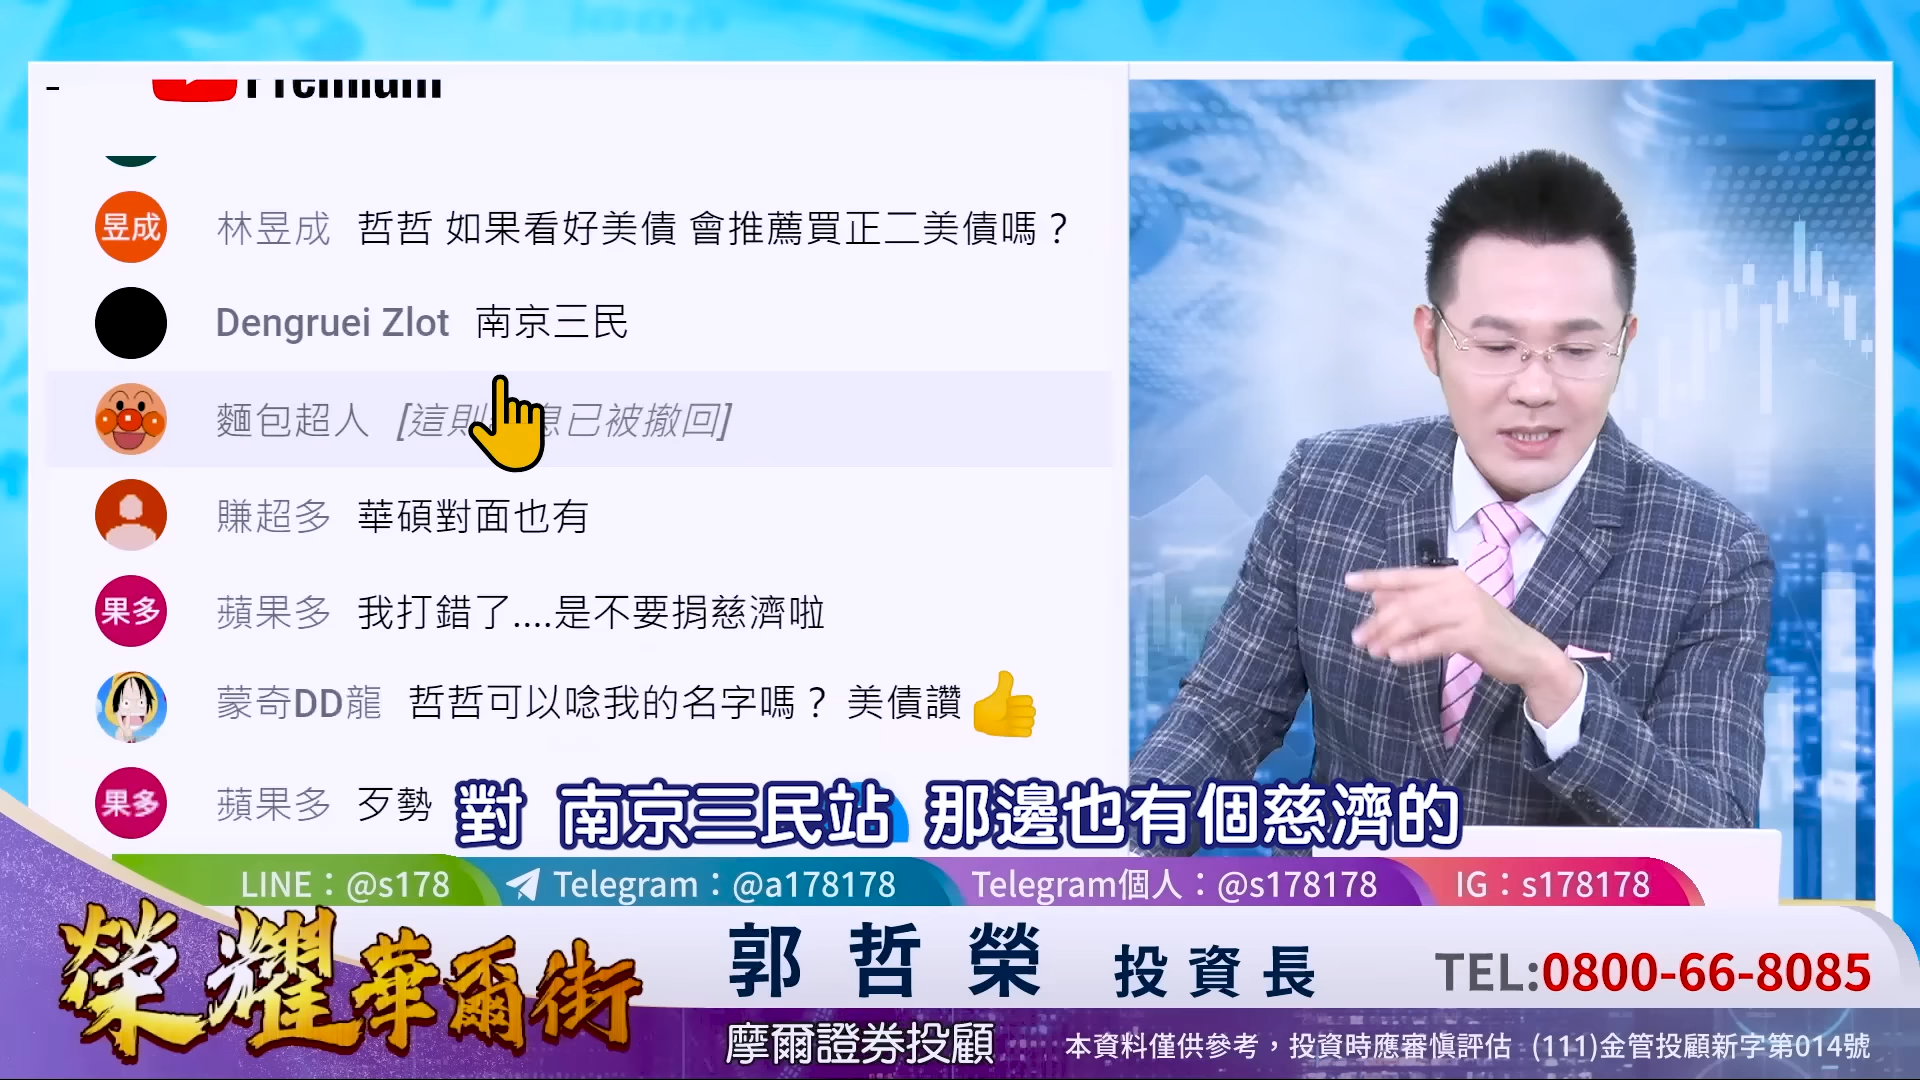 Premium
昱成 林昱成 哲哲 如果看好美債 會推薦買正二美債嗎？
Dengruei Zlot 南京三民
麵包超人 [這則訊息已被撤回]
賺超多 華碩對面也有
果多 蘋果多 我打錯了....是不要捐慈濟啦
蒙奇DD龍 哲哲可以唸我的名字嗎？ 美債讚
果多 蘋果多 歹勢
對 南京三民站 那邊也有個慈濟的
LINE：@s178 Telegram：@a178178 Telegram個人：@s178178 IG：s178178
榮耀華爾街
郭哲榮 投資長 TEL:0800-66-8085
摩爾證券投顧 本資料僅供參考，投資時應審慎評估 (111)金管投顧新字第014號